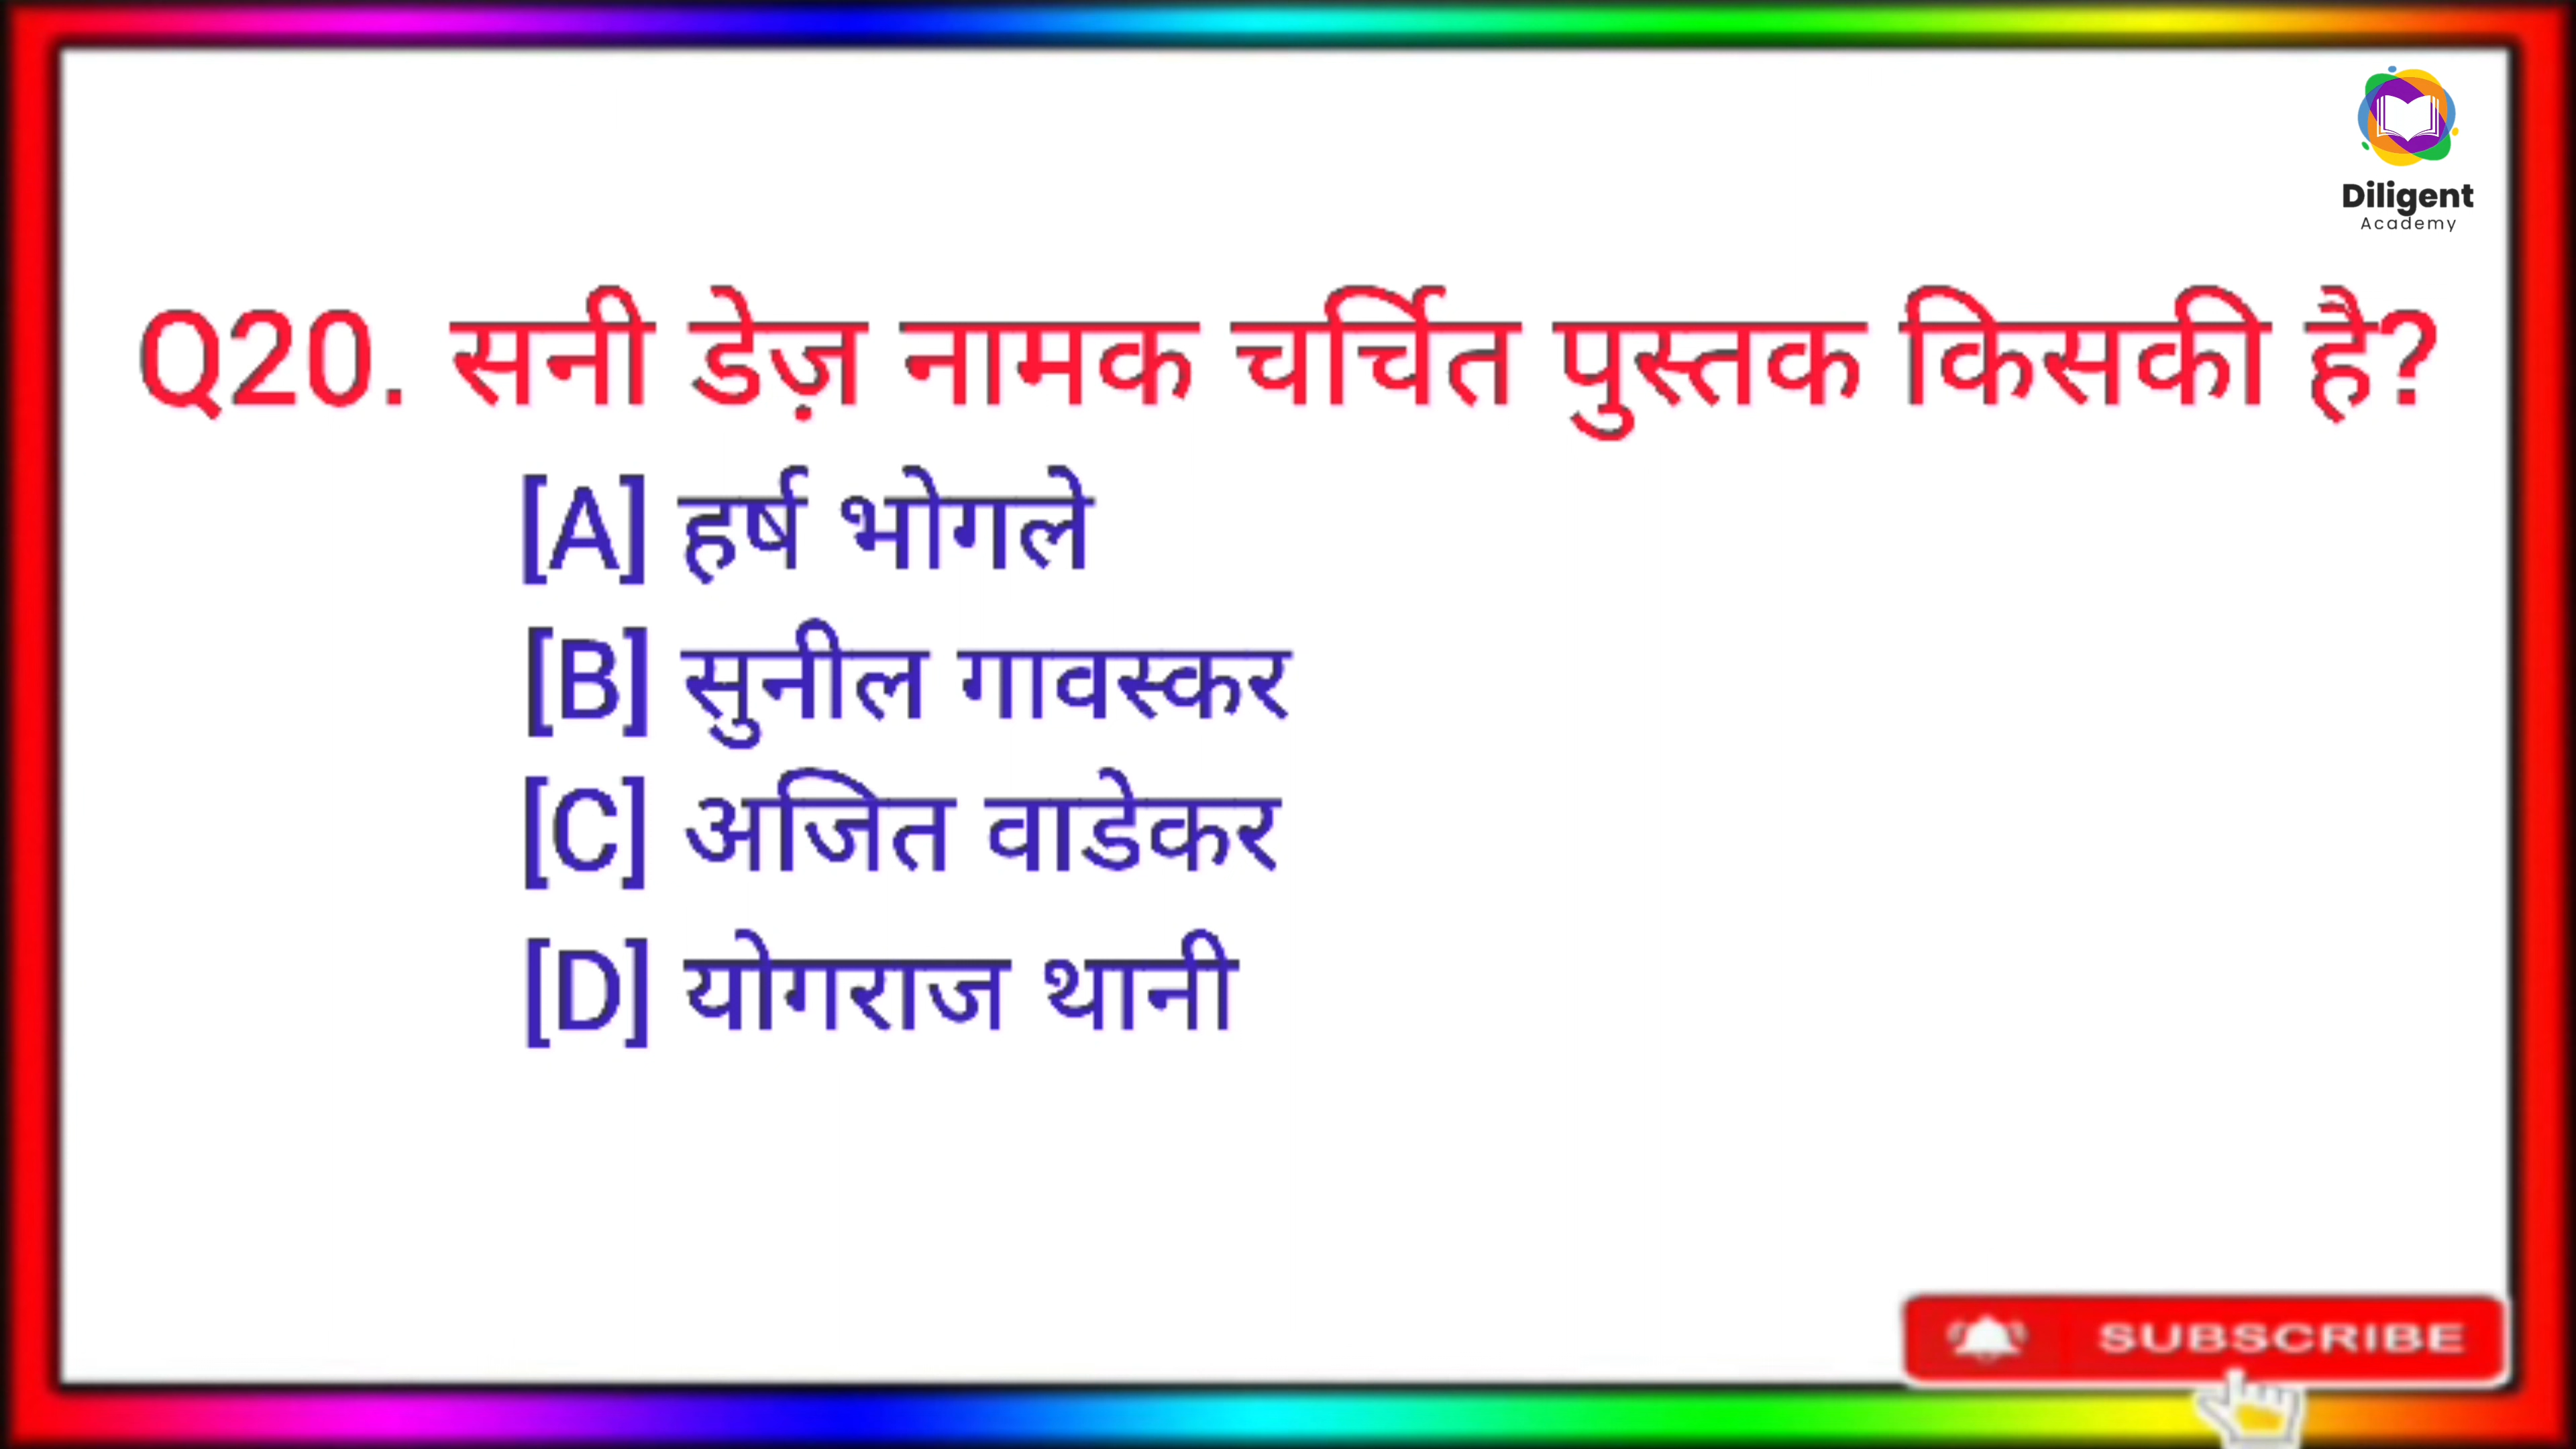 Diligent
Academy
Q20. सनी डेज़ नामक चर्चित पुस्तक किसकी है?
[A] हर्ष भोगले
[B] सुनील गावस्कर
[C] अजित वाडेकर
[D] योगराज थानी
SUBSCRIBE